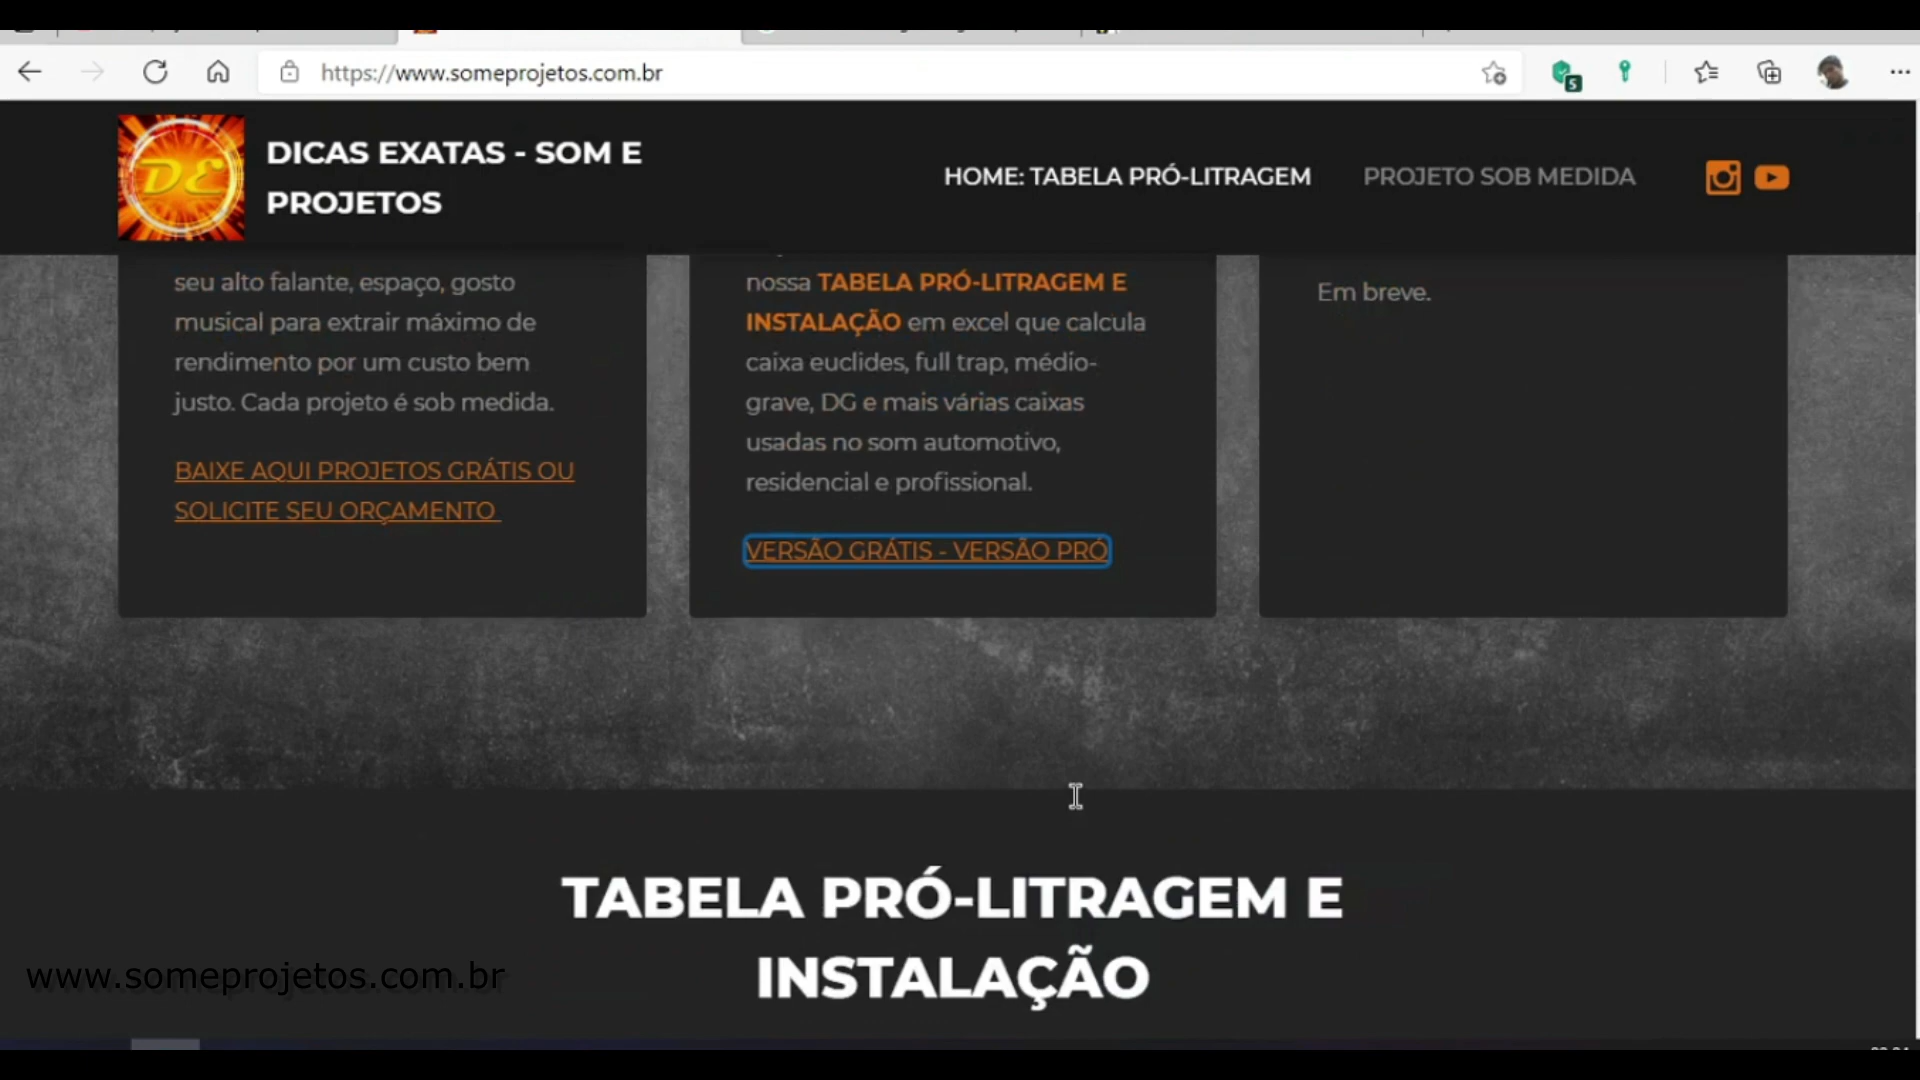 https://www.someprojetos.com.br
S
DE
DICAS EXATAS - SOM E
PROJETOS
HOME: TABELA PRÓ-LITRAGEM
PROJETO SOB MEDIDA
seu alto falante, espaço, gosto
musical para extrair máximo de
rendimento por um custo bem
justo. Cada projeto é sob medida.
BAIXE AQUI PROJETOS GRÁTIS OU
SOLICITE SEU ORÇAMENTO
nossa TABELA PRÓ-LITRAGEM E
INSTALAÇÃO em excel que calcula
caixa euclides, full trap, médio-
grave, DG e mais várias caixas
usadas no som automotivo,
residencial e profissional.
VERSÃO GRÁTIS - VERSÃO PRÓ
Em breve.
TABELA PRÓ-LITRAGEM E
INSTALAÇÃO
www.someprojetos.com.br